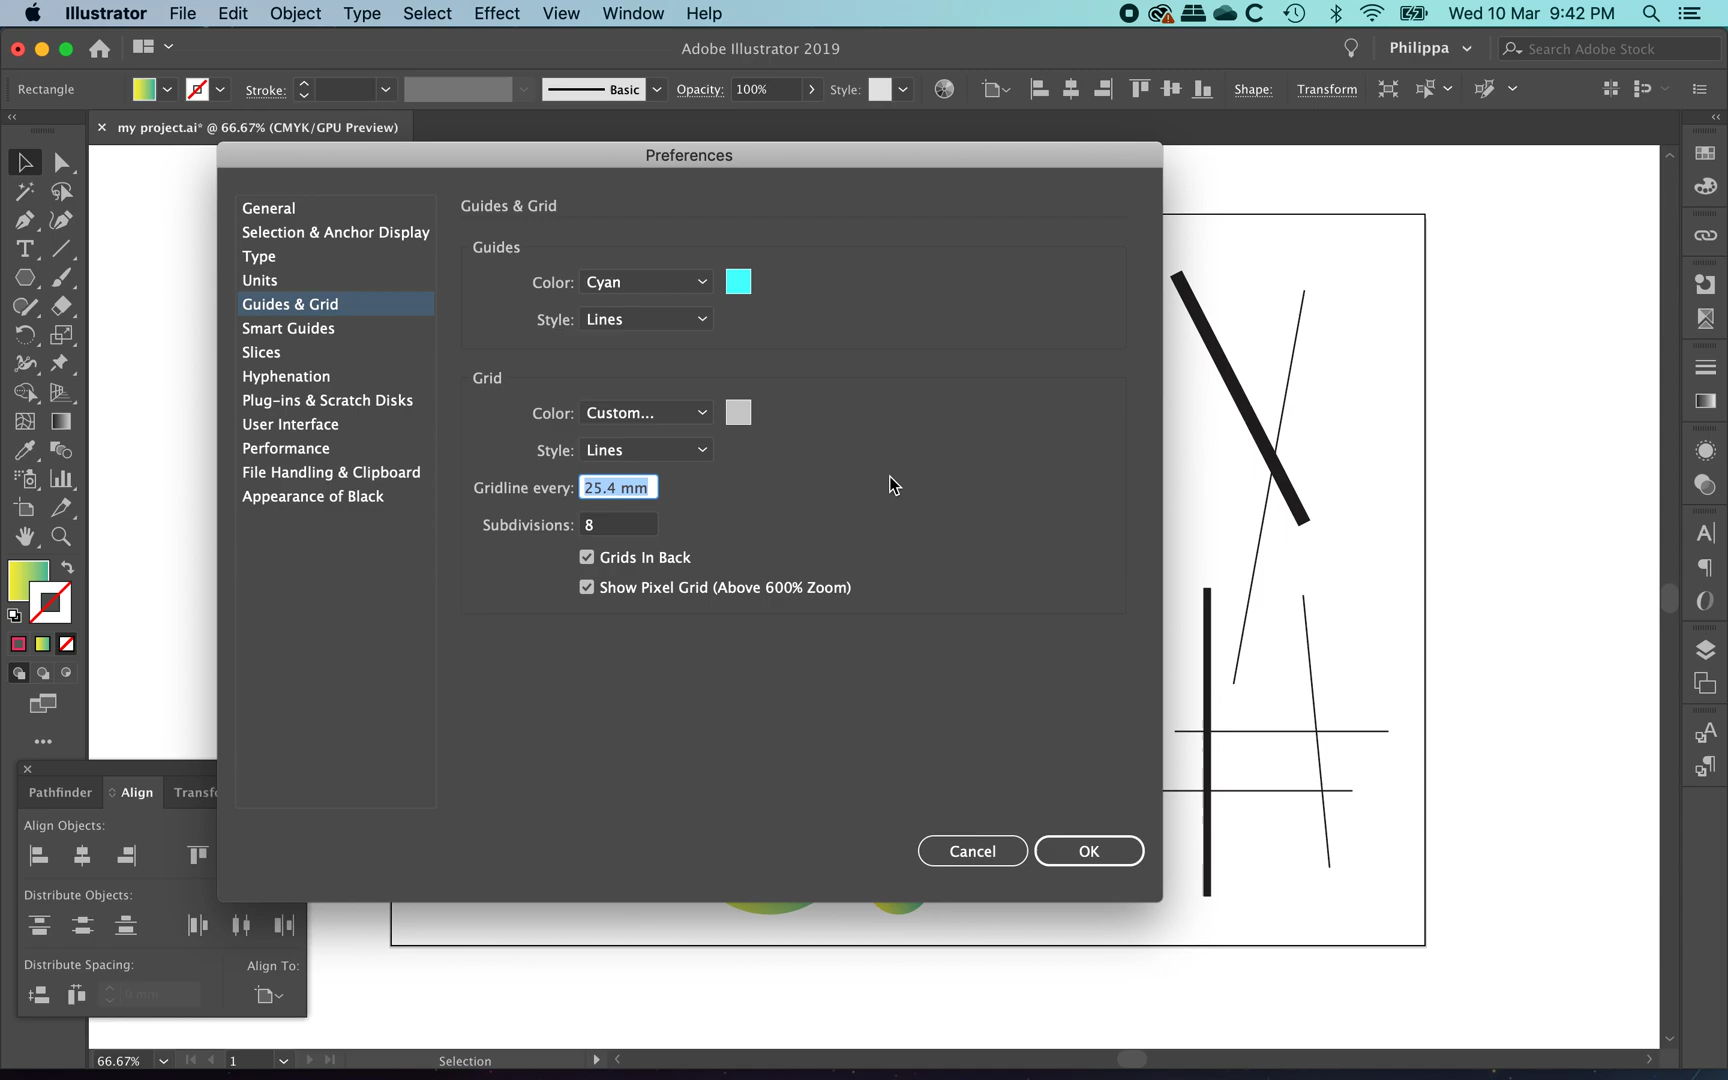 Illustrator File Edit Object Type Select Effect View Window Help
Wed 10 Mar 9:42 PM
Adobe Illustrator 2019
Philippa
Search Adobe Stock
Rectangle
Stroke:
Basic
Opacity: 100%
Style:
Shape:
Transform
my project.ai* @ 66.67% (CMYK/GPU Preview)
Preferences
General
Selection & Anchor Display
Type
Units
Guides & Grid
Smart Guides
Slices
Hyphenation
Plug-ins & Scratch Disks
User Interface
Performance
File Handling & Clipboard
Appearance of Black
Guides & Grid
Guides
Color: Cyan
Style: Lines
Grid
Color: Custom...
Style: Lines
Gridline every: 25.4 mm
Subdivisions: 8
Grids In Back
Show Pixel Grid (Above 600% Zoom)
Cancel
OK
Pathfinder Align Transfo
Align Objects:
Distribute Objects:
Distribute Spacing:
Align To:
0 mm
66.67%
1
Selection